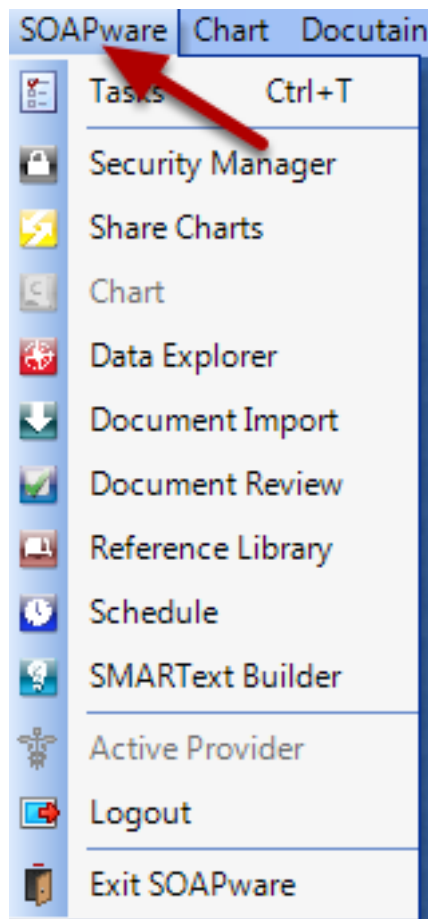 SOAPware Chart Docutain
Tasks Ctrl+T
Security Manager
Share Charts
Chart
Data Explorer
Document Import
Document Review
Reference Library
Schedule
SMARText Builder
Active Provider
Logout
Exit SOAPware